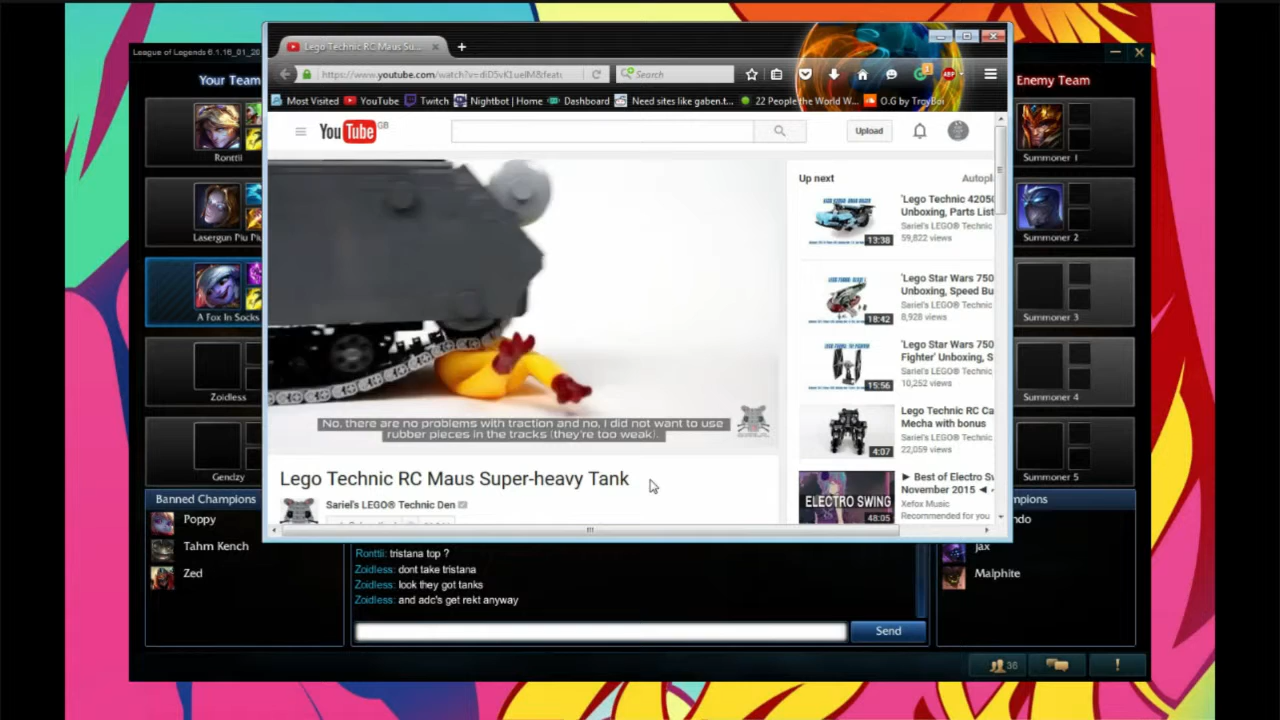 League of Legends 6.1.16_01_20
Your Team
Enemy Team
Ronttii
Lasergun Piu Piu
A Fox In Socks
Zoidless
Gendzy
Banned Champions
Poppy
Tahm Kench
Zed
Lego Technic RC Maus Su...
https://www.youtube.com/watch?v=
Search
Most Visited
YouTube
Twitch
Nightbot | Home
Dashboard
Need sites like gaben.t...
22 People the World W...
O.G by TroyBoi
YouTube GB
Upload
No, there are no problems with traction and no, I did not want to use
rubber pieces in the tracks (they're too weak).
Lego Technic RC Maus Super-heavy Tank
Sariel's LEGO® Technic Den
Up next
Autopl
13:38
'Lego Technic 4205
Unboxing, Parts List
Sariel's LEGO® Technic
59,822 views
18:42
'Lego Star Wars 750
Unboxing, Speed Bu
Sariel's LEGO® Technic
8,928 views
15:56
'Lego Star Wars 750
Fighter' Unboxing, S
Sariel's LEGO® Technic
10,252 views
4:07
Lego Technic RC Ca
Mecha with bonus
Sariel's LEGO® Technic
22,059 views
ELECTRO SWING
48:05
► Best of Electro Sw
November 2015 ◄
Xefox Music
Recommended for you
Ronttii: tristana top ?
Zoidless: dont take tristana
Zoidless: look they got tanks
Zoidless: and adc's get rekt anyway
Send
Summoner 1
Summoner 2
Summoner 3
Summoner 4
Summoner 5
mpions
ndo
Jax
Malphite
36